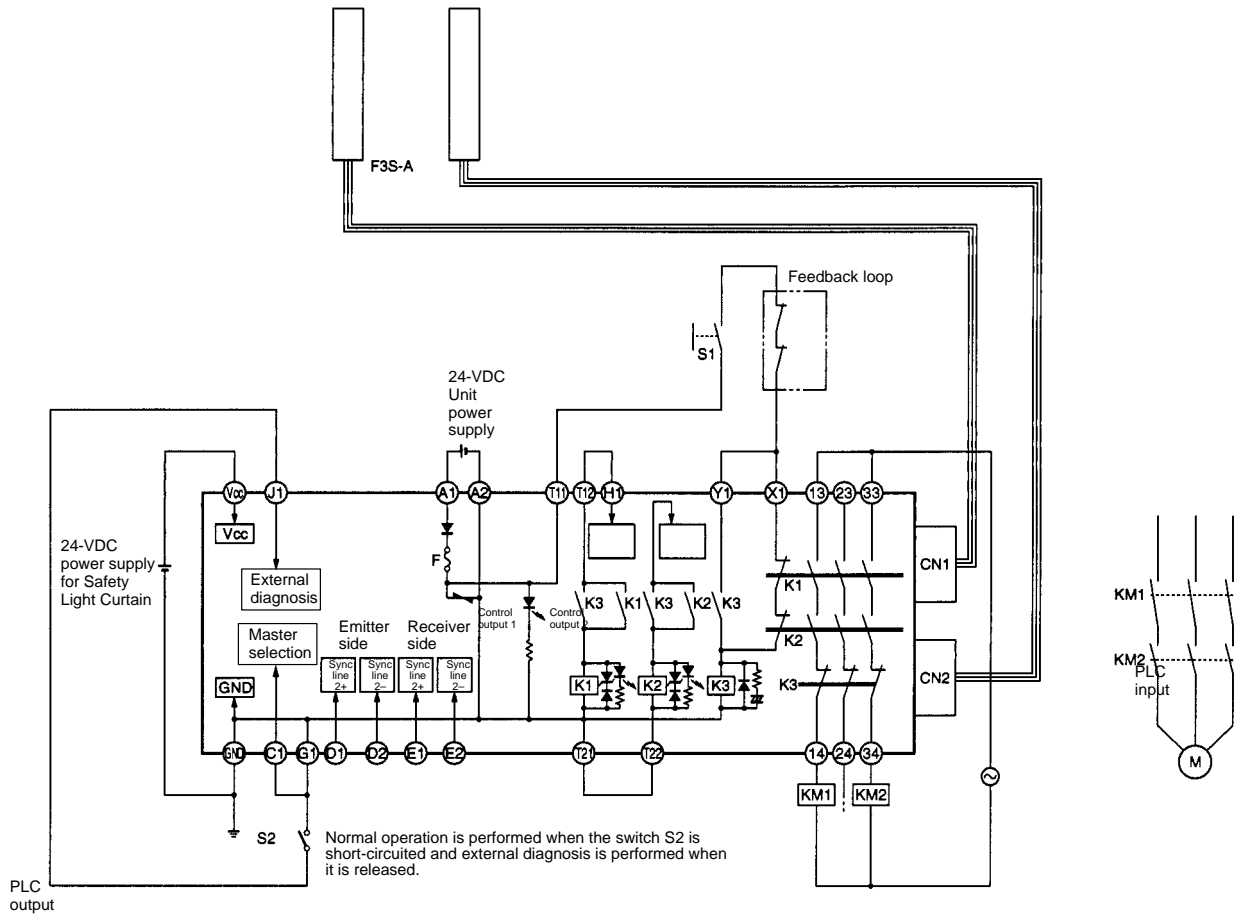 F3S-A
Feedback loop
S1
24-VDC
Unit
power
supply
Vcc
J1
A1
A2
T11
T12
H1
Y1
X1
13
23
33
Vcc
F
CN1
24-VDC
power supply
for Safety
Light Curtain
External
diagnosis
Control
output 1
Control
output
K3
K1
K3
K2
K3
K1
K2
Master
selection
Emitter
side
Receiver
side
Sync
line
2+
Sync
line
2–
Sync
line
2+
Sync
line
2–
GND
K1
K2
K3
K3
CN2
KM1
KM2
PLC
input
M
GND
C1
G1
D1
D2
E1
E2
T21
T22
14
24
34
KM1
KM2
S2
Normal operation is performed when the switch S2 is
short-circuited and external diagnosis is performed when
it is released.
PLC
output